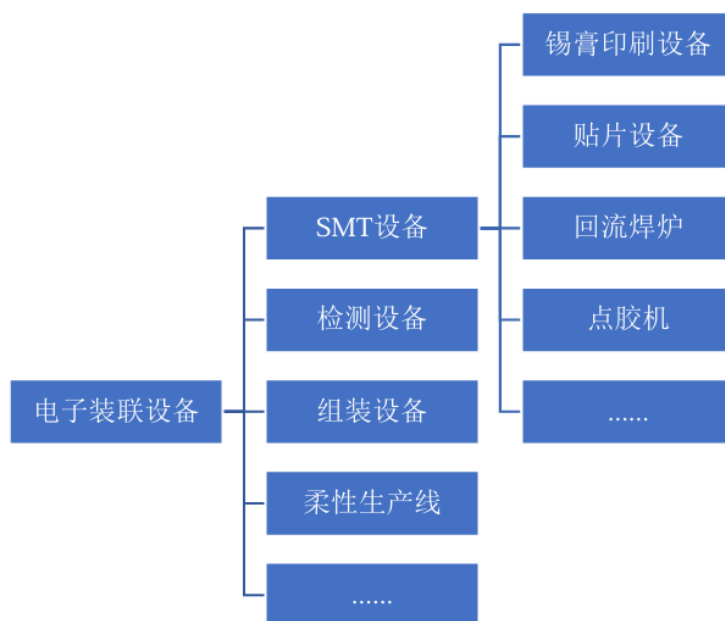 锡膏印刷设备
贴片设备
SMT设备
回流焊炉
检测设备
点胶机
电子装联设备
组装设备
......
柔性生产线
......